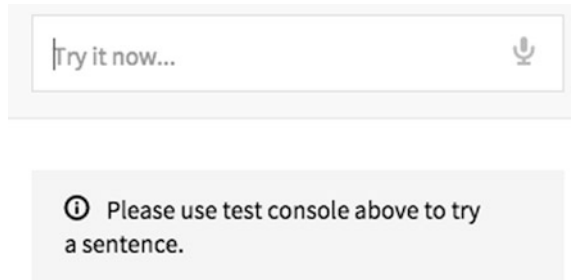 Try it now...
Please use test console above to try
a sentence.